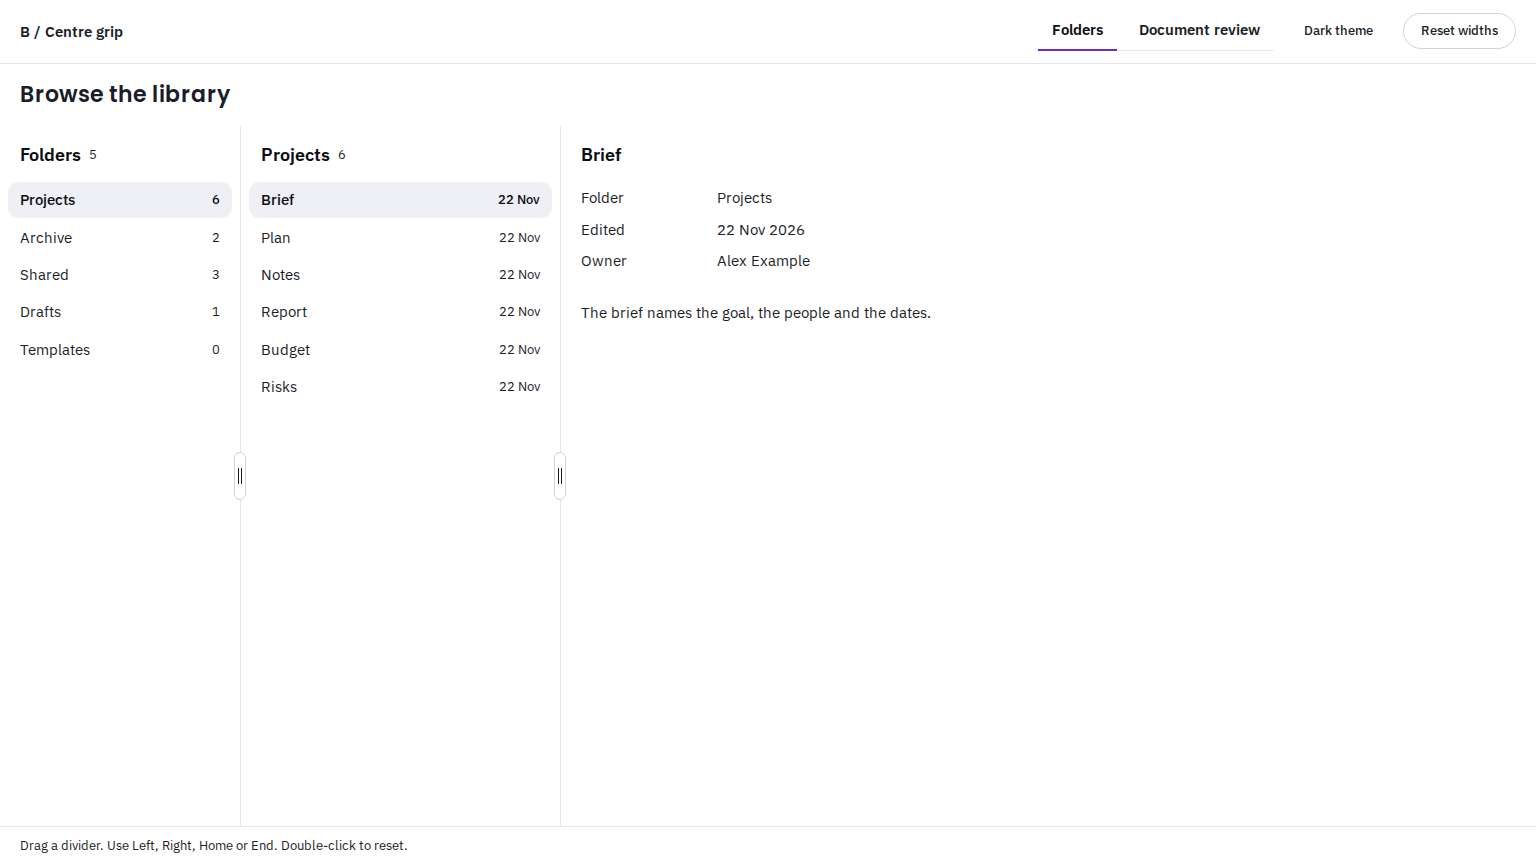 B / Centre grip
Folders Document review Dark theme Reset widths
Browse the library
Folders 5
Projects 6
Archive 2
Shared 3
Drafts 1
Templates 0
Projects 6
Brief 22 Nov
Plan 22 Nov
Notes 22 Nov
Report 22 Nov
Budget 22 Nov
Risks 22 Nov
Brief
Folder Projects
Edited 22 Nov 2026
Owner Alex Example
The brief names the goal, the people and the dates.
Drag a divider. Use Left, Right, Home or End. Double-click to reset.